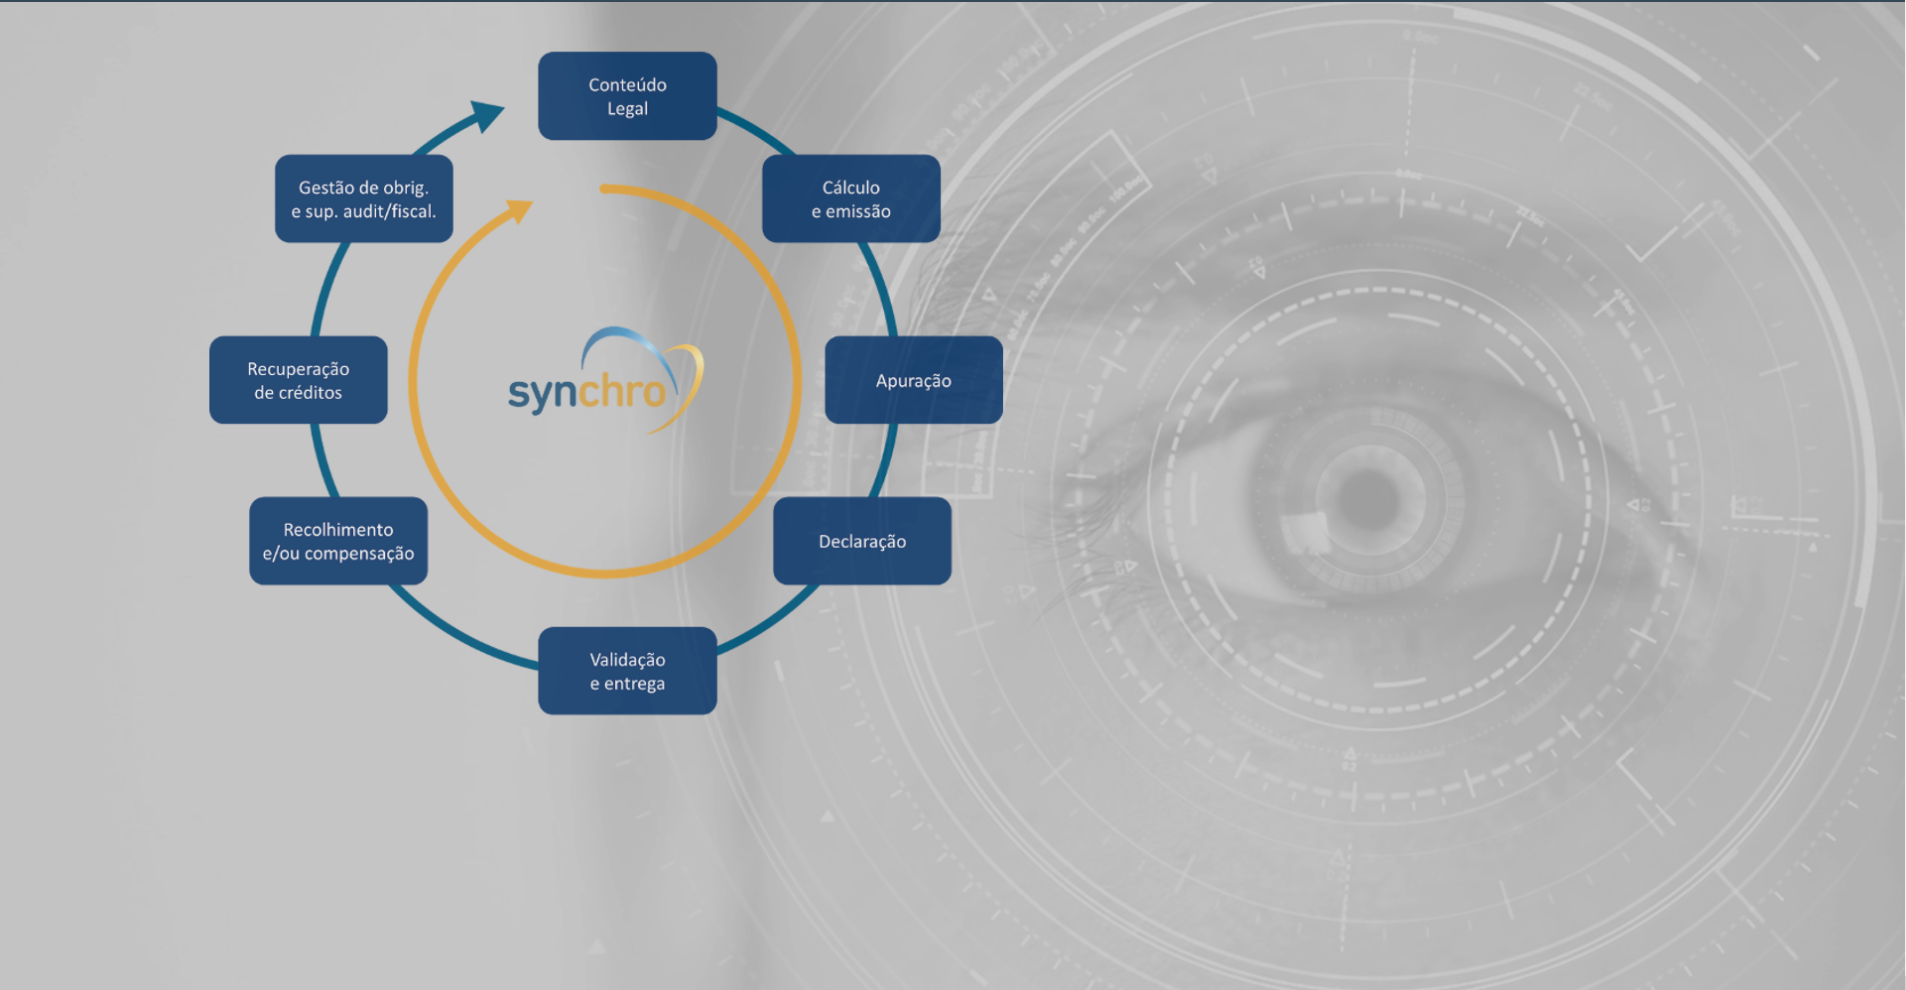 Conteúdo
Legal
Cálculo
e emissão
Apuração
Declaração
Validação
e entrega
Recolhimento
e/ou compensação
Recuperação
de créditos
Gestão de obrig.
e sup. audit/fiscal.
synchro